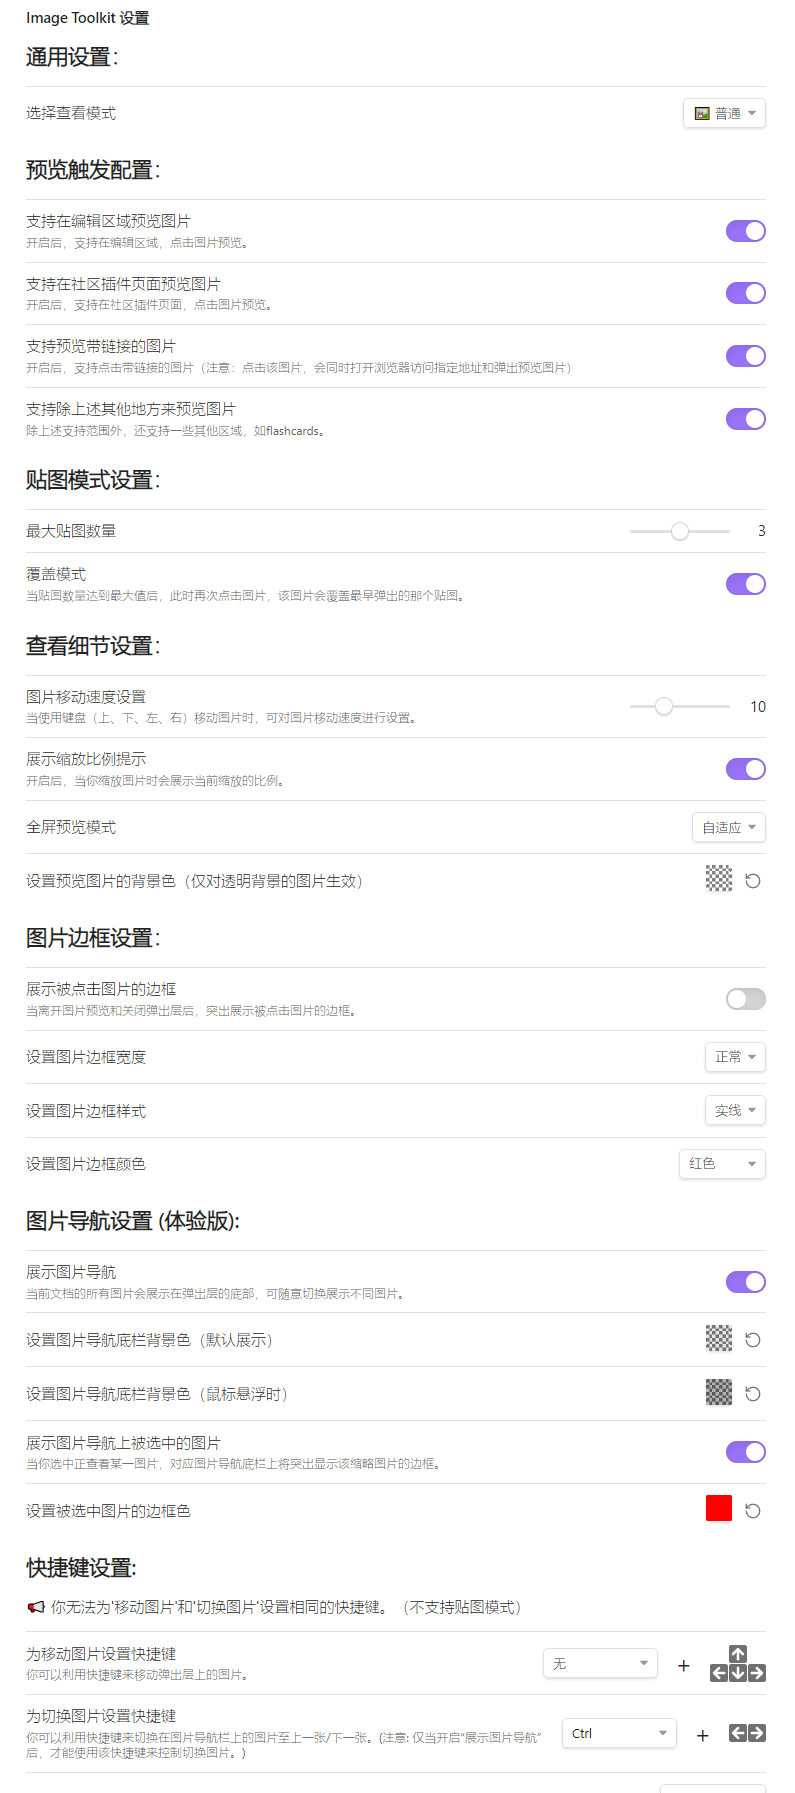 Image Toolkit 设置
通用设置：
选择查看模式
普通
预览触发配置：
支持在编辑区域预览图片
开启后，支持在编辑区域，点击图片预览。
支持在社区插件页面预览图片
开启后，支持在社区插件页面，点击图片预览。
支持预览带链接的图片
开启后，支持点击带链接的图片（注意：点击该图片，会同时打开浏览器访问指定地址和弹出预览图片）
支持除上述其他地方来预览图片
除上述支持范围外，还支持一些其他区域，如flashcards。
贴图模式设置：
最大贴图数量
3
覆盖模式
当贴图数量达到最大值后，此时再次点击图片，该图片会覆盖最早弹出的那个贴图。
查看细节设置：
图片移动速度设置
10
当使用键盘（上、下、左、右）移动图片时，可对图片移动速度进行设置。
展示缩放比例提示
开启后，当你缩放图片时会展示当前缩放的比例。
全屏预览模式
自适应
设置预览图片的背景色（仅对透明背景的图片生效）
图片边框设置：
展示被点击图片的边框
当离开图片预览和关闭弹出层后，突出展示被点击图片的边框。
设置图片边框宽度
正常
设置图片边框样式
实线
设置图片边框颜色
红色
图片导航设置 (体验版):
展示图片导航
当前文档的所有图片会展示在弹出层的底部，可随意切换展示不同图片。
设置图片导航底栏背景色（默认展示）
设置图片导航底栏背景色（鼠标悬浮时）
展示图片导航上被选中的图片
当你选中正查看某一图片，对应图片导航底栏上将突出显示该缩略图片的边框。
设置被选中图片的边框色
快捷键设置:
你无法为'移动图片'和'切换图片'设置相同的快捷键。（不支持贴图模式）
为移动图片设置快捷键
无
+
你可以利用快捷键来移动弹出层上的图片。
为切换图片设置快捷键
Ctrl
+
你可以利用快捷键来切换在图片导航栏上的图片至上一张/下一张。(注意: 仅当开启“展示图片导航”
后，才能使用该快捷键来控制切换图片。)